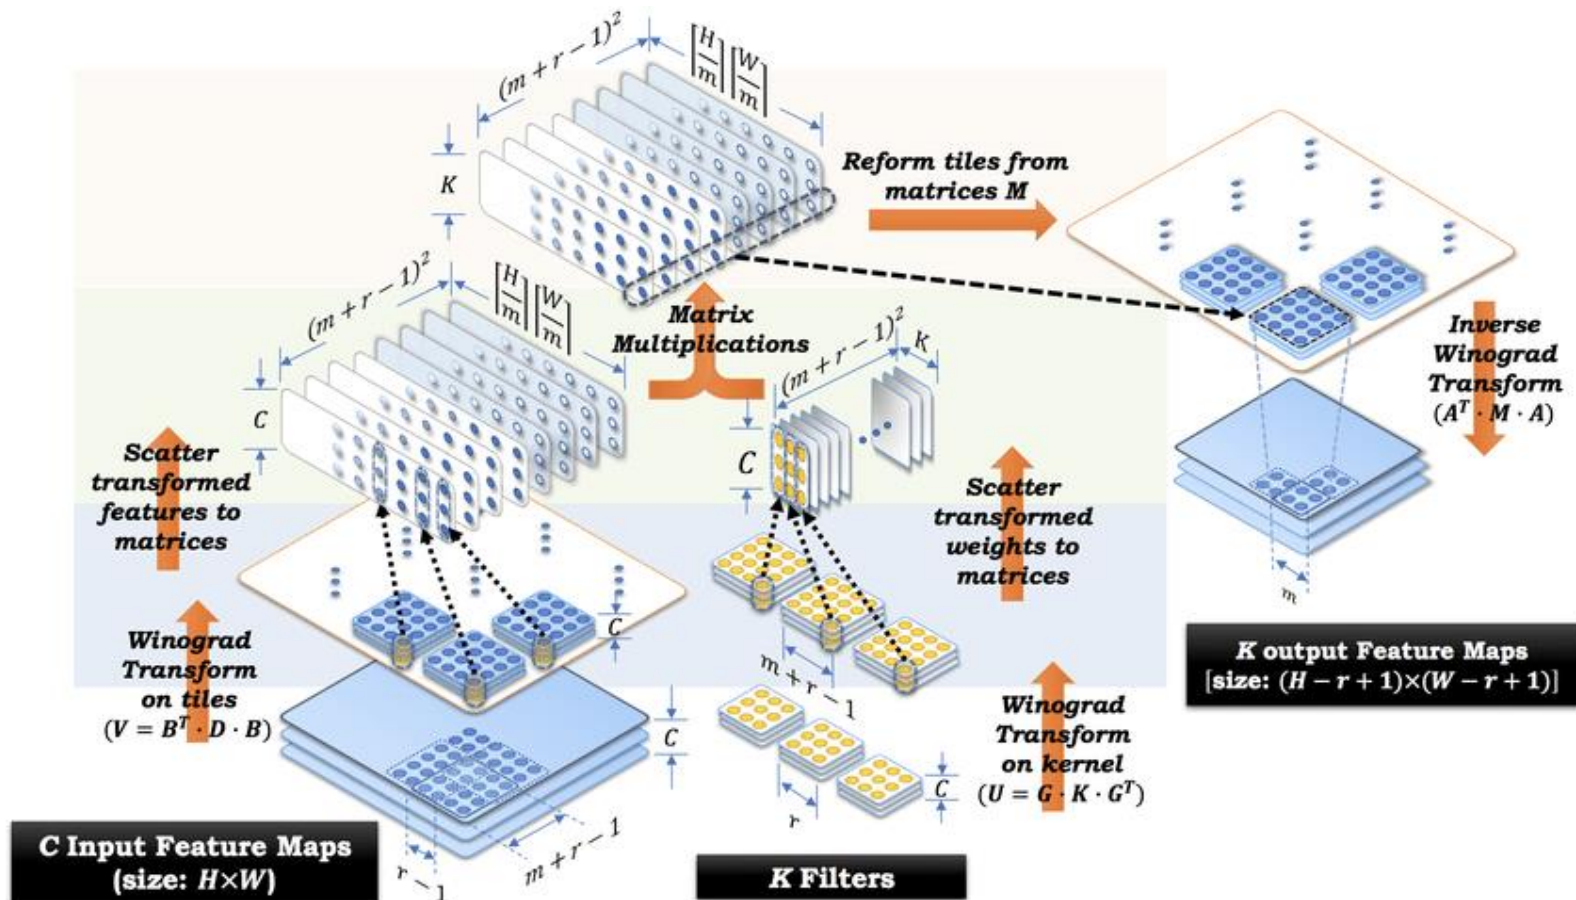 (m + r − 1)²
⌈H/m⌉⌈W/m⌉
K
Reform tiles from
matrices M
(m + r − 1)²
⌈H/m⌉⌈W/m⌉
C
Matrix
Multiplications
(m + r − 1)²
K
C
Inverse
Winograd
Transform
(Aᵀ · M · A)
Scatter
transformed
features to
matrices
Scatter
transformed
weights to
matrices
m
Winograd
Transform
on tiles
(V = Bᵀ · D · B)
C
C
m + r − 1
r − 1
m + r − 1
r
C
Winograd
Transform
on kernel
(U = G · K · Gᵀ)
K output Feature Maps
[size: (H − r + 1)×(W − r + 1)]
C Input Feature Maps
(size: H×W)
K Filters